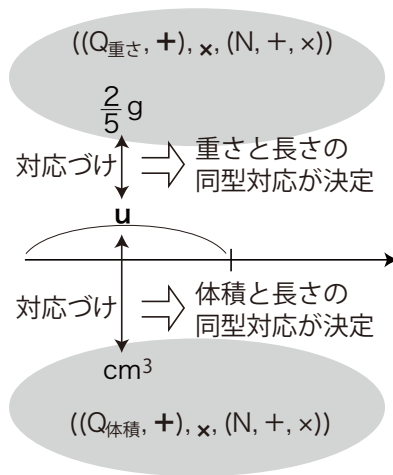 ((Q重さ, +), ×, (N, +, ×))
2/5 g
対応づけ
重さと長さの
同型対応が決定
u
対応づけ
体積と長さの
同型対応が決定
cm³
((Q体積, +), ×, (N, +, ×))